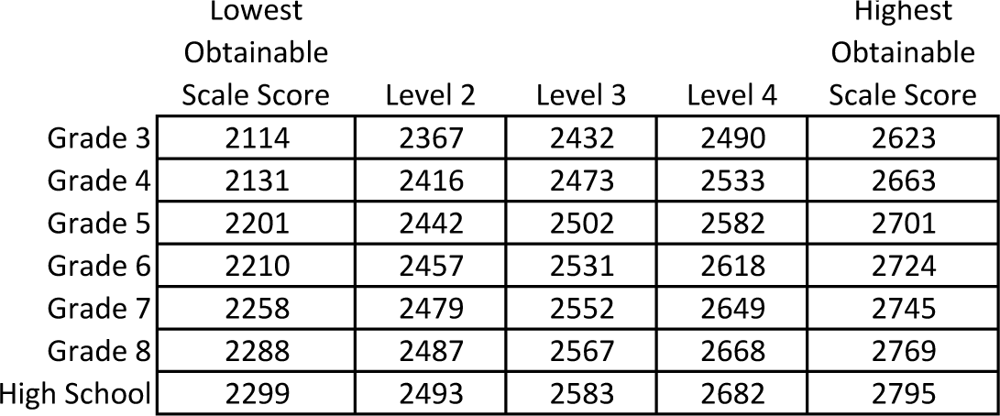 Lowest Highest
Obtainable Obtainable
Scale Score Level 2 Level 3 Level 4 Scale Score
Grade 3 2114 2367 2432 2490 2623
Grade 4 2131 2416 2473 2533 2663
Grade 5 2201 2442 2502 2582 2701
Grade 6 2210 2457 2531 2618 2724
Grade 7 2258 2479 2552 2649 2745
Grade 8 2288 2487 2567 2668 2769
High School 2299 2493 2583 2682 2795